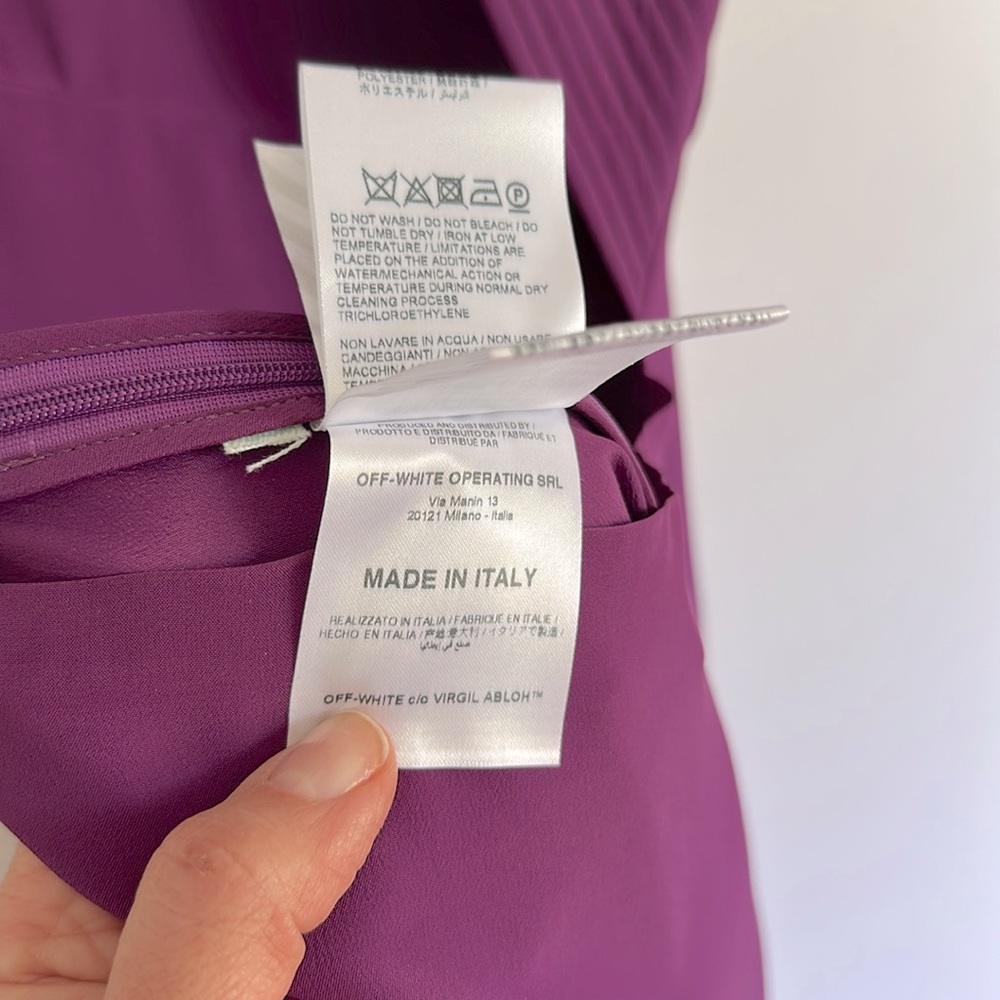 POLYESTER /
ポリエステル / بوليستر
P
DO NOT WASH / DO NOT BLEACH / DO
NOT TUMBLE DRY / IRON AT LOW
TEMPERATURE / LIMITATIONS ARE
PLACED ON THE ADDITION OF
WATER/MECHANICAL ACTION OR
TEMPERATURE DURING NORMAL DRY
CLEANING PROCESS
TRICHLOROETHYLENE
NON LAVARE IN ACQUA / NON USARE
CANDEGGIANTI / NON
MACCHINA
PRODUCED AND DISTRIBUTED BY /
PRODOTTO E DISTRIBUITO DA / FABRIQUÉ ET
DISTRIBUÉ PAR
OFF-WHITE OPERATING SRL
Via Manin 13
20121 Milano - Italia
MADE IN ITALY
REALIZZATO IN ITALIA / FABRIQUÉ EN ITALIE /
HECHO EN ITALIA / 声地意大利 / イタリアで製造 /
صنع في إيطاليا
OFF-WHITE c/o VIRGIL ABLOH™